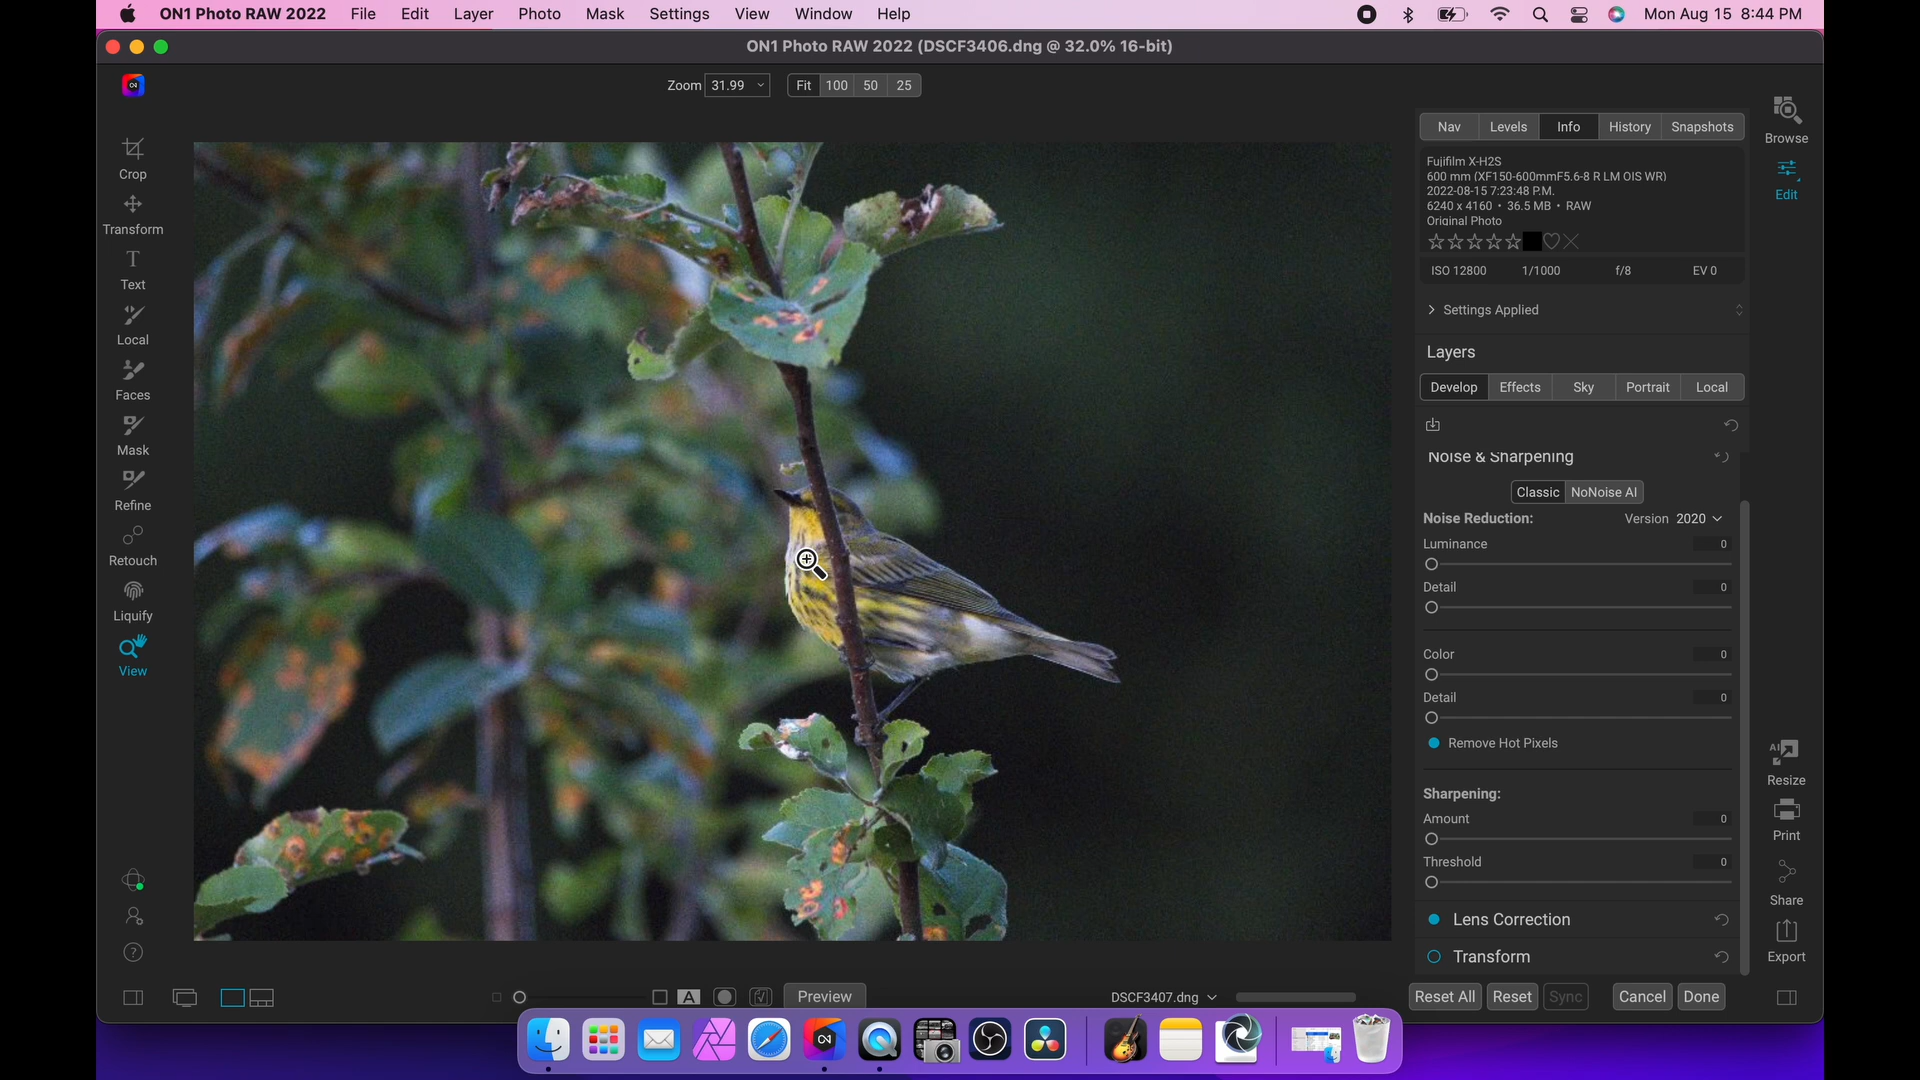 ON1 Photo RAW 2022 File Edit Layer Photo Mask Settings View Window Help Mon Aug 15 8:44 PM
ON1 Photo RAW 2022 (DSCF3406.dng @ 32.0% 16-bit)
Zoom 31.99 Fit 100 50 25
Crop
Transform
Text
Local
Faces
Mask
Refine
Retouch
Liquify
View
Nav Levels Info History Snapshots
Fujifilm X-H2S
600 mm (XF150-600mmF5.6-8 R LM OIS WR)
2022-08-15 7:23:48 P.M.
6240 x 4160 • 36.5 MB • RAW
Original Photo
ISO 12800 1/1000 f/8 EV 0
Settings Applied
Layers
Develop Effects Sky Portrait Local
Noise & Sharpening
Classic NoNoise AI
Noise Reduction: Version 2020
Luminance 0
Detail 0
Color 0
Detail 0
Remove Hot Pixels
Sharpening:
Amount 0
Threshold 0
Lens Correction
Transform
Browse
Edit
AI
Resize
Print
Share
Export
A Preview DSCF3407.dng Reset All Reset Sync Cancel Done